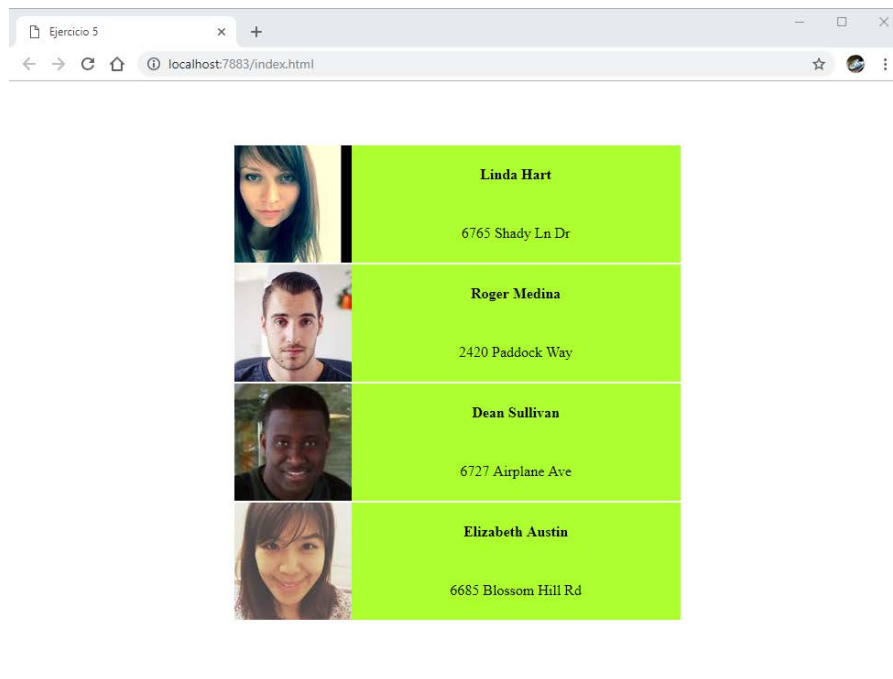 Ejercicio 5
localhost:7883/index.html
Linda Hart
6765 Shady Ln Dr
Roger Medina
2420 Paddock Way
Dean Sullivan
6727 Airplane Ave
Elizabeth Austin
6685 Blossom Hill Rd